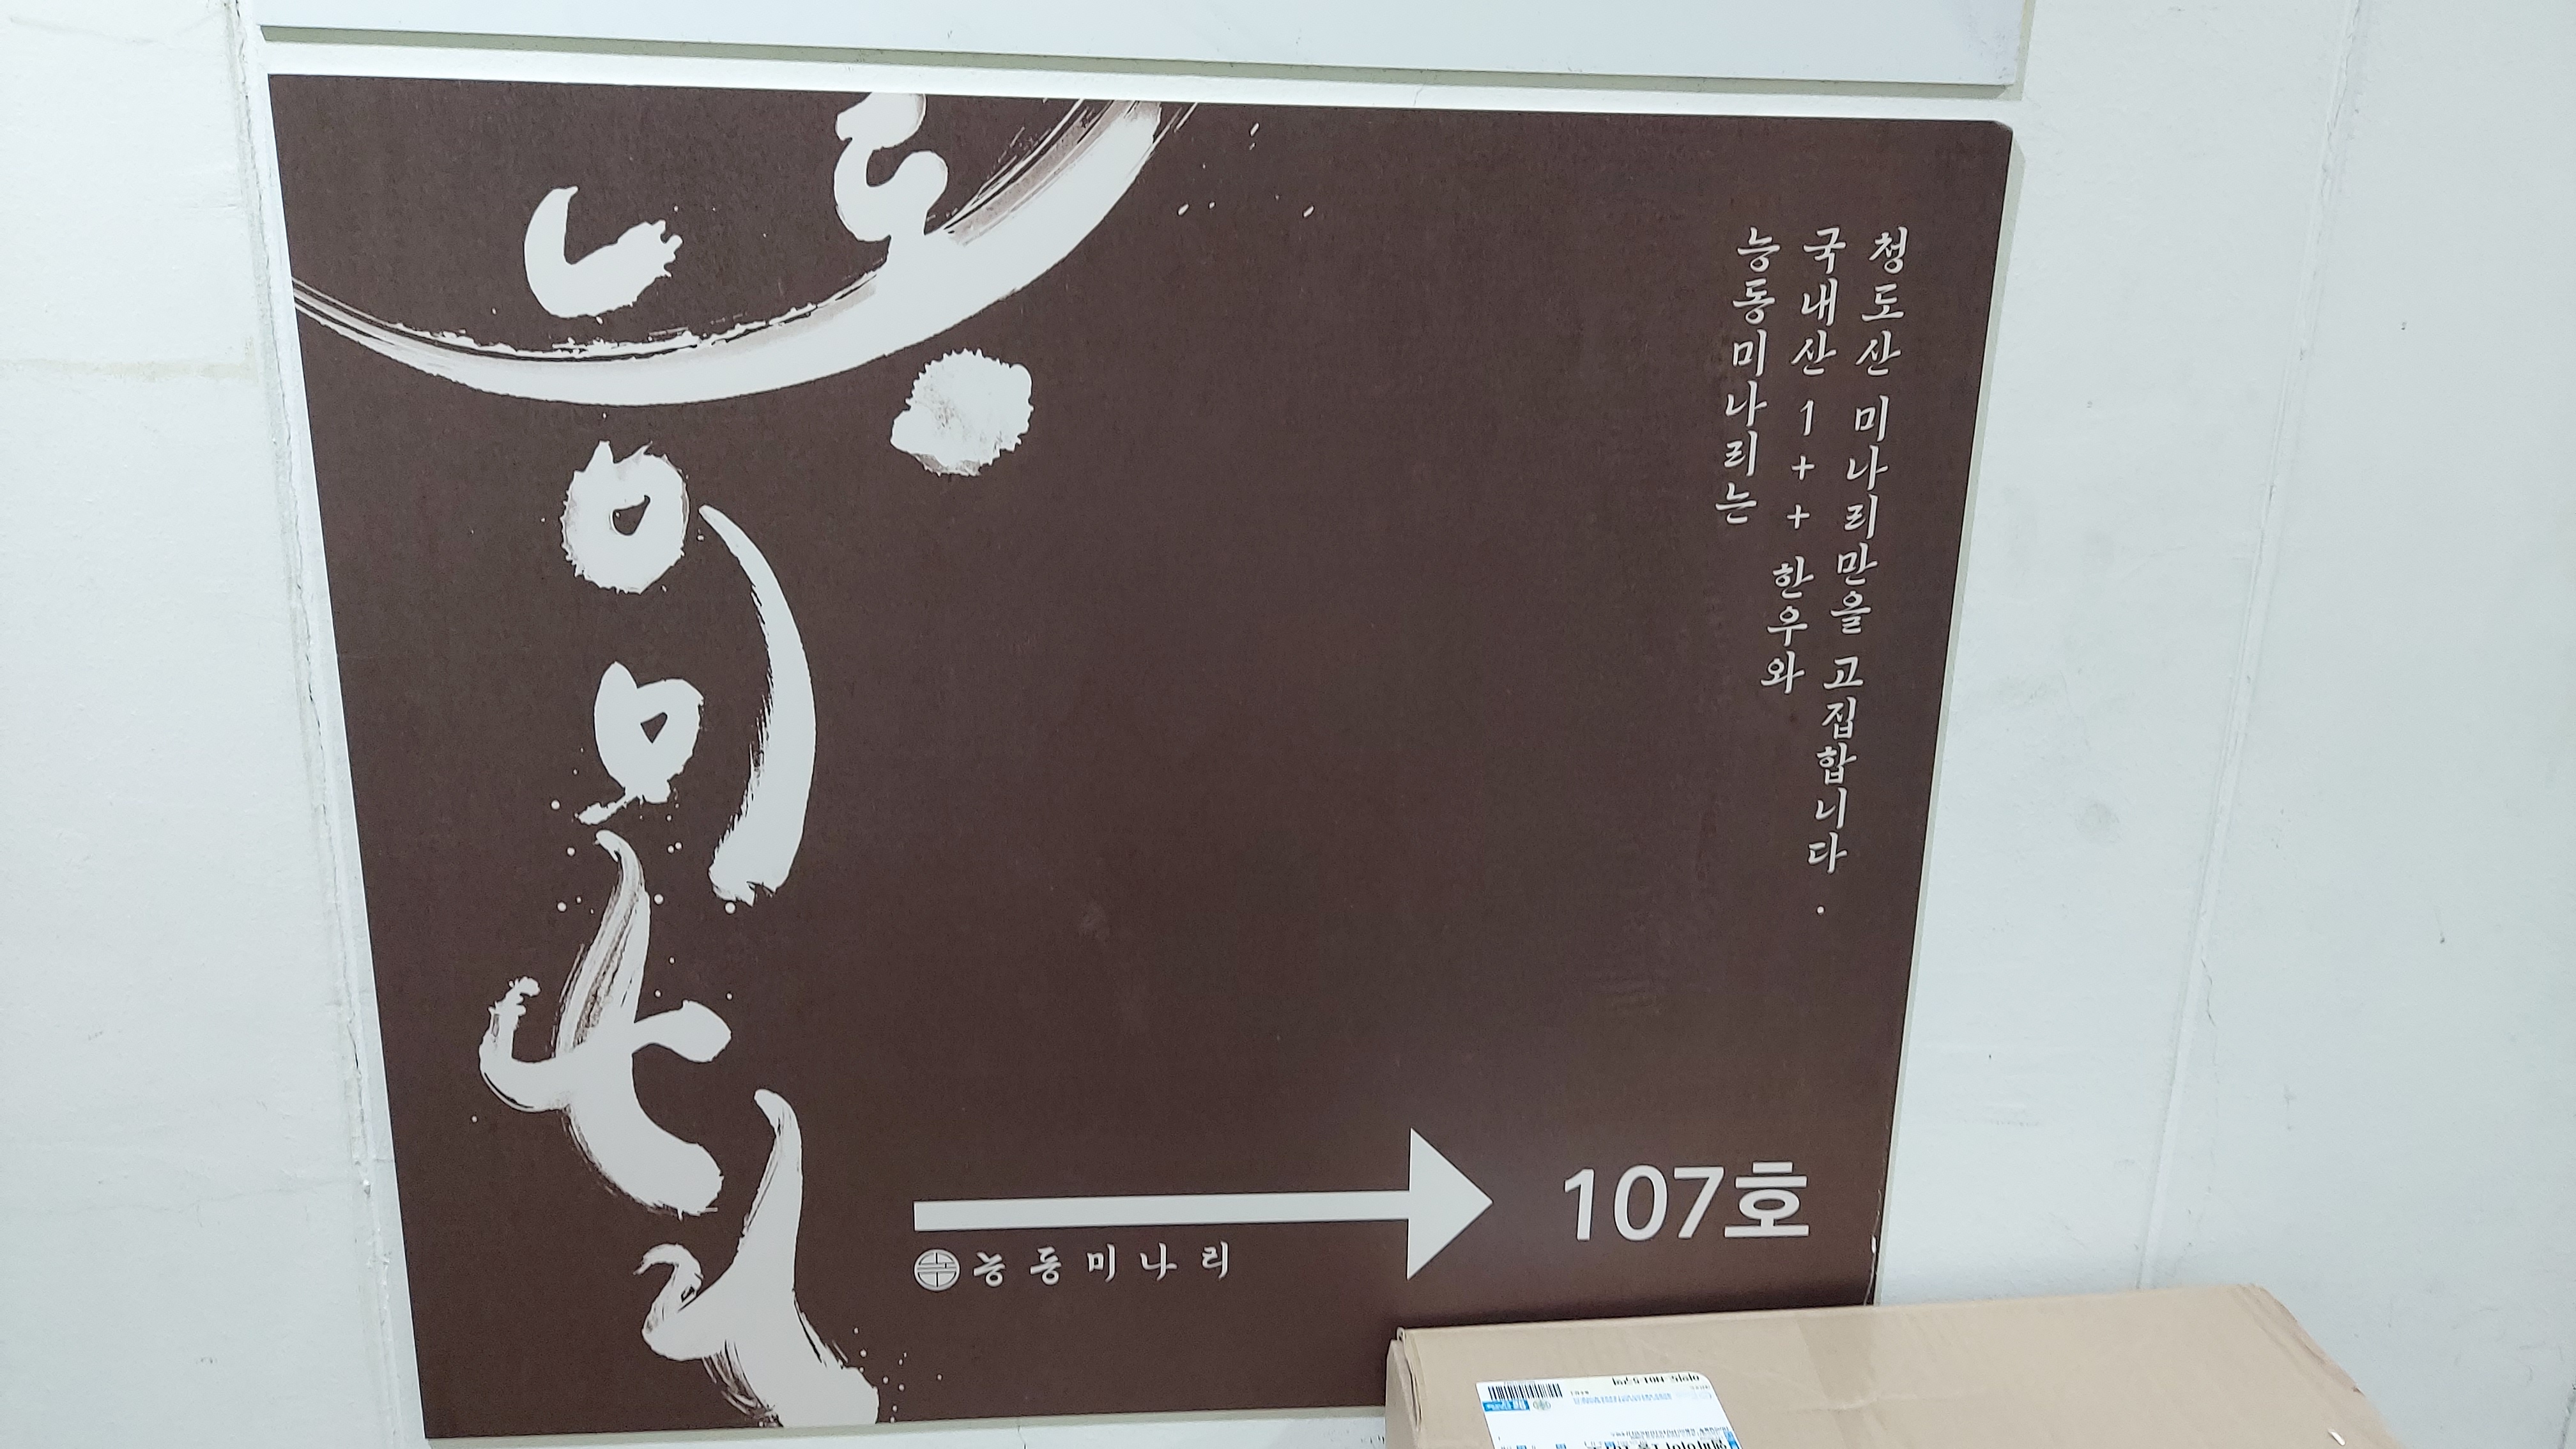 능동미나리
능동미나리는
국내산 1++ 한우와
청도산 미나리만을 고집합니다.
107호
능동미나리